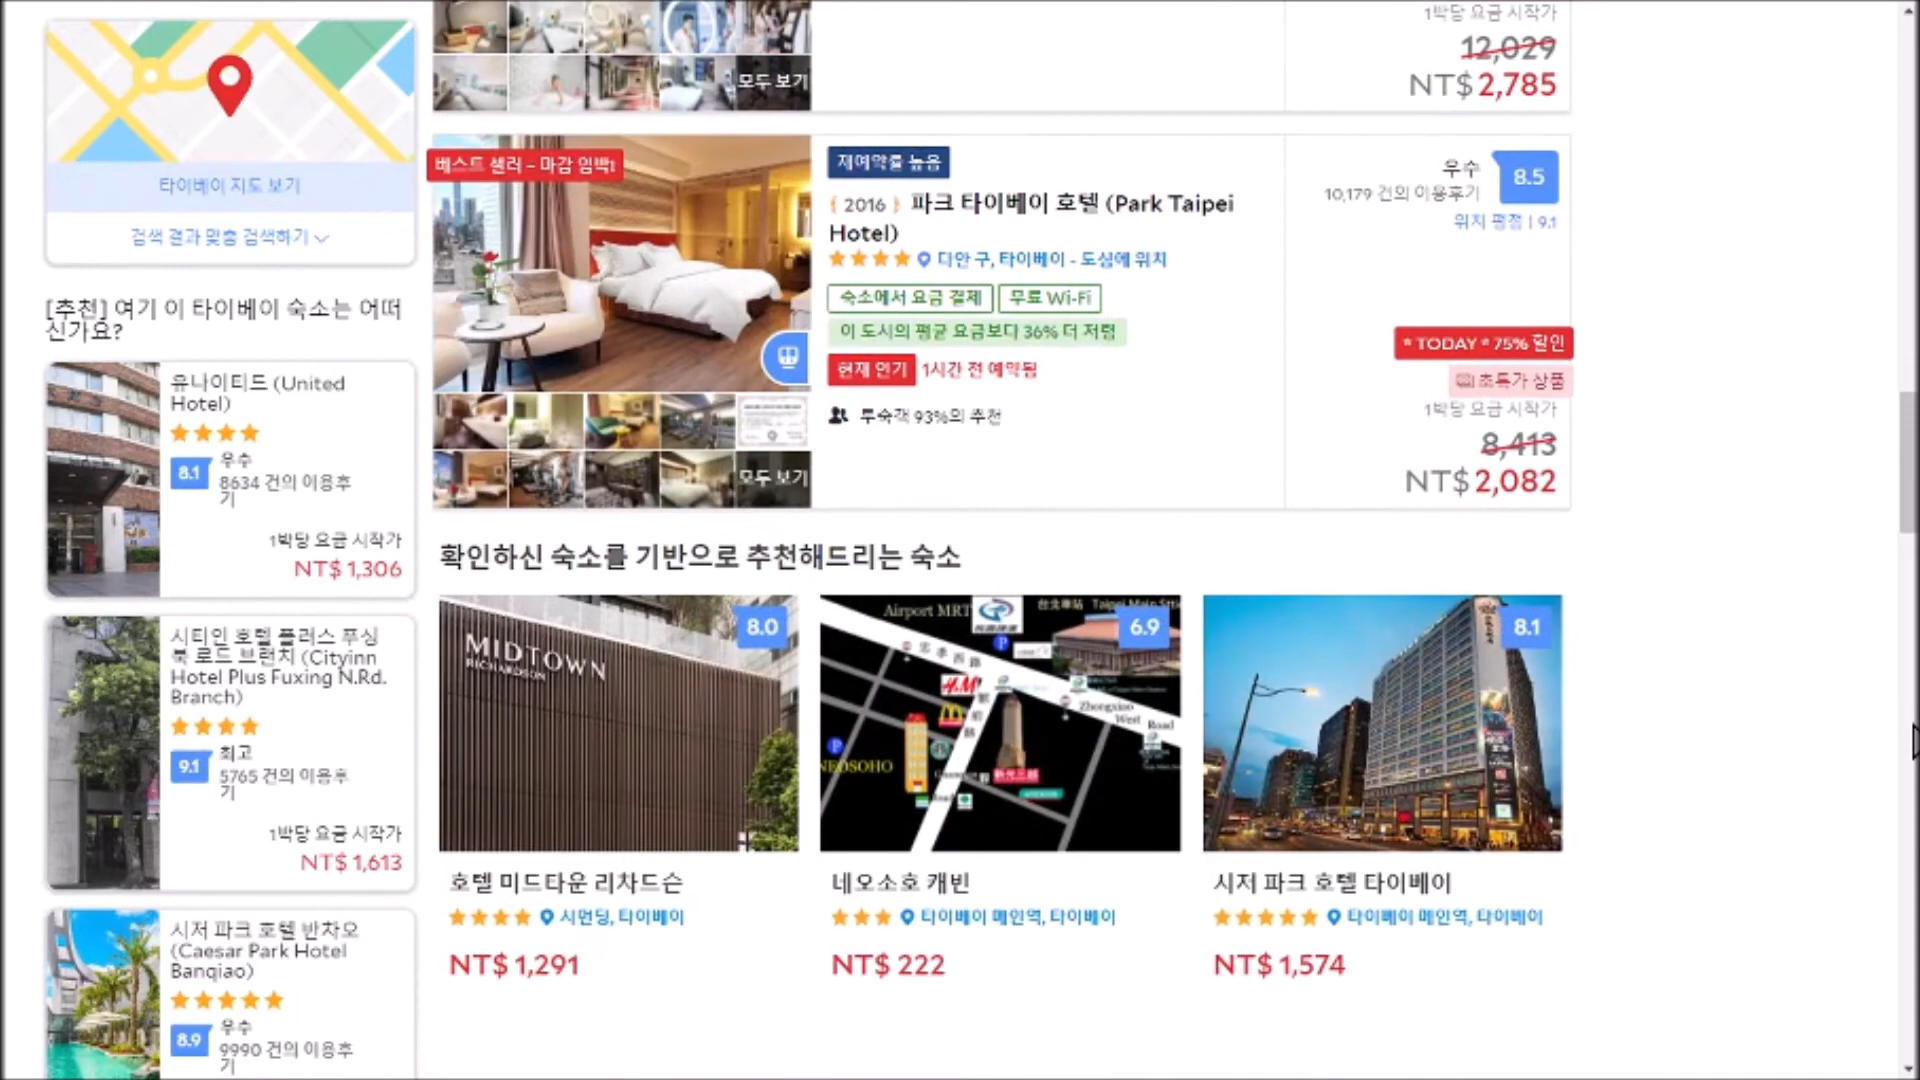 타이베이 지도 보기
검색 결과 맞춤 검색하기
[추천] 여기 이 타이베이 숙소는 어떠
신가요?
유나이티드 (United
Hotel)
8.1
우수
8634 건의 이용후
기
1박당 요금 시작가
NT$ 1,306
시티인 호텔 플러스 푸싱
북 로드 브랜치 (Cityinn
Hotel Plus Fuxing N.Rd.
Branch)
9.1
최고
5765 건의 이용후
기
1박당 요금 시작가
NT$ 1,613
시저 파크 호텔 반차오
(Caesar Park Hotel
Banqiao)
8.9
우수
9990 건의 이용후
기
모두 보기
1박당 요금 시작가
12,029
NT$ 2,785
베스트 셀러 – 마감 임박!
재예약률 높음
2016 파크 타이베이 호텔 (Park Taipei
Hotel)
다안 구, 타이베이 - 도심에 위치
숙소에서 요금 결제 무료 Wi-Fi
이 도시의 평균 요금보다 36% 더 저렴
현재 인기 1시간 전 예약됨
투숙객 93%의 추천
모두 보기
우수
8.5
10,179 건의 이용후기
위치 평점 | 9.1
* TODAY * 75% 할인
초특가 상품
1박당 요금 시작가
8,413
NT$ 2,082
확인하신 숙소를 기반으로 추천해드리는 숙소
MIDTOWN
RICHARDSON
8.0
호텔 미드타운 리차드슨
시먼딩, 타이베이
NT$ 1,291
Airport MRT
台北車站 Taipei Main
6.9
H&M
Zhongxiao
West Road
NEOSOHO
네오소호 캐빈
타이베이 메인역, 타이베이
NT$ 222
8.1
시저 파크 호텔 타이베이
타이베이 메인역, 타이베이
NT$ 1,574